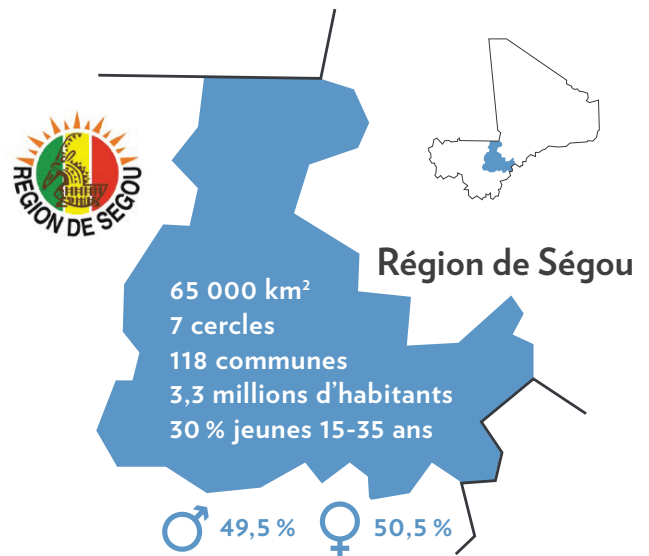 REGION DE SEGOU
Région de Ségou
65 000 km²
7 cercles
118 communes
3,3 millions d’habitants
30 % jeunes 15-35 ans
49,5 %
50,5 %